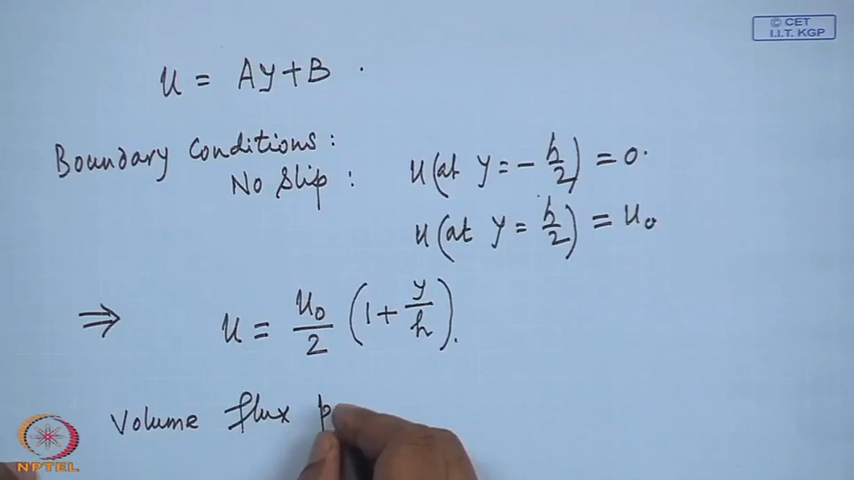 © CET
I.I.T. KGP
u = Ay+B .
Boundary Conditions :
No Slip : u(at y = - h/2) = 0.
u(at y = h/2) = u₀
⇒ u = u₀/2 (1 + y/h).
Volume flux p
NPTEL